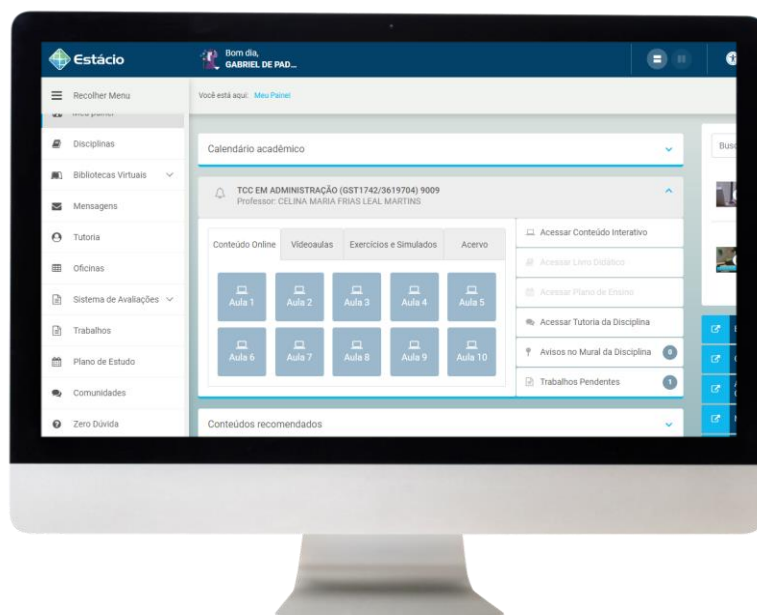 Estácio
Bom dia,
GABRIEL DE PAD...
Recolher Menu
Você está aqui: Meu Painel
Meu painel
Disciplinas
Bibliotecas Virtuais
Mensagens
Tutoria
Oficinas
Sistema de Avaliações
Trabalhos
Plano de Estudo
Comunidades
Zero Dúvida
Calendário acadêmico
TCC EM ADMINISTRAÇÃO (GST1742/3619704) 9009
Professor: CELINA MARIA FRIAS LEAL MARTINS
Conteúdo Online
Vídeoaulas
Exercícios e Simulados
Acervo
Aula 1
Aula 2
Aula 3
Aula 4
Aula 5
Aula 6
Aula 7
Aula 8
Aula 9
Aula 10
Acessar Conteúdo Interativo
Acessar Livro Didático
Acessar Plano de Ensino
Acessar Tutoria da Disciplina
Avisos no Mural da Disciplina 0
Trabalhos Pendentes 1
Conteúdos recomendados